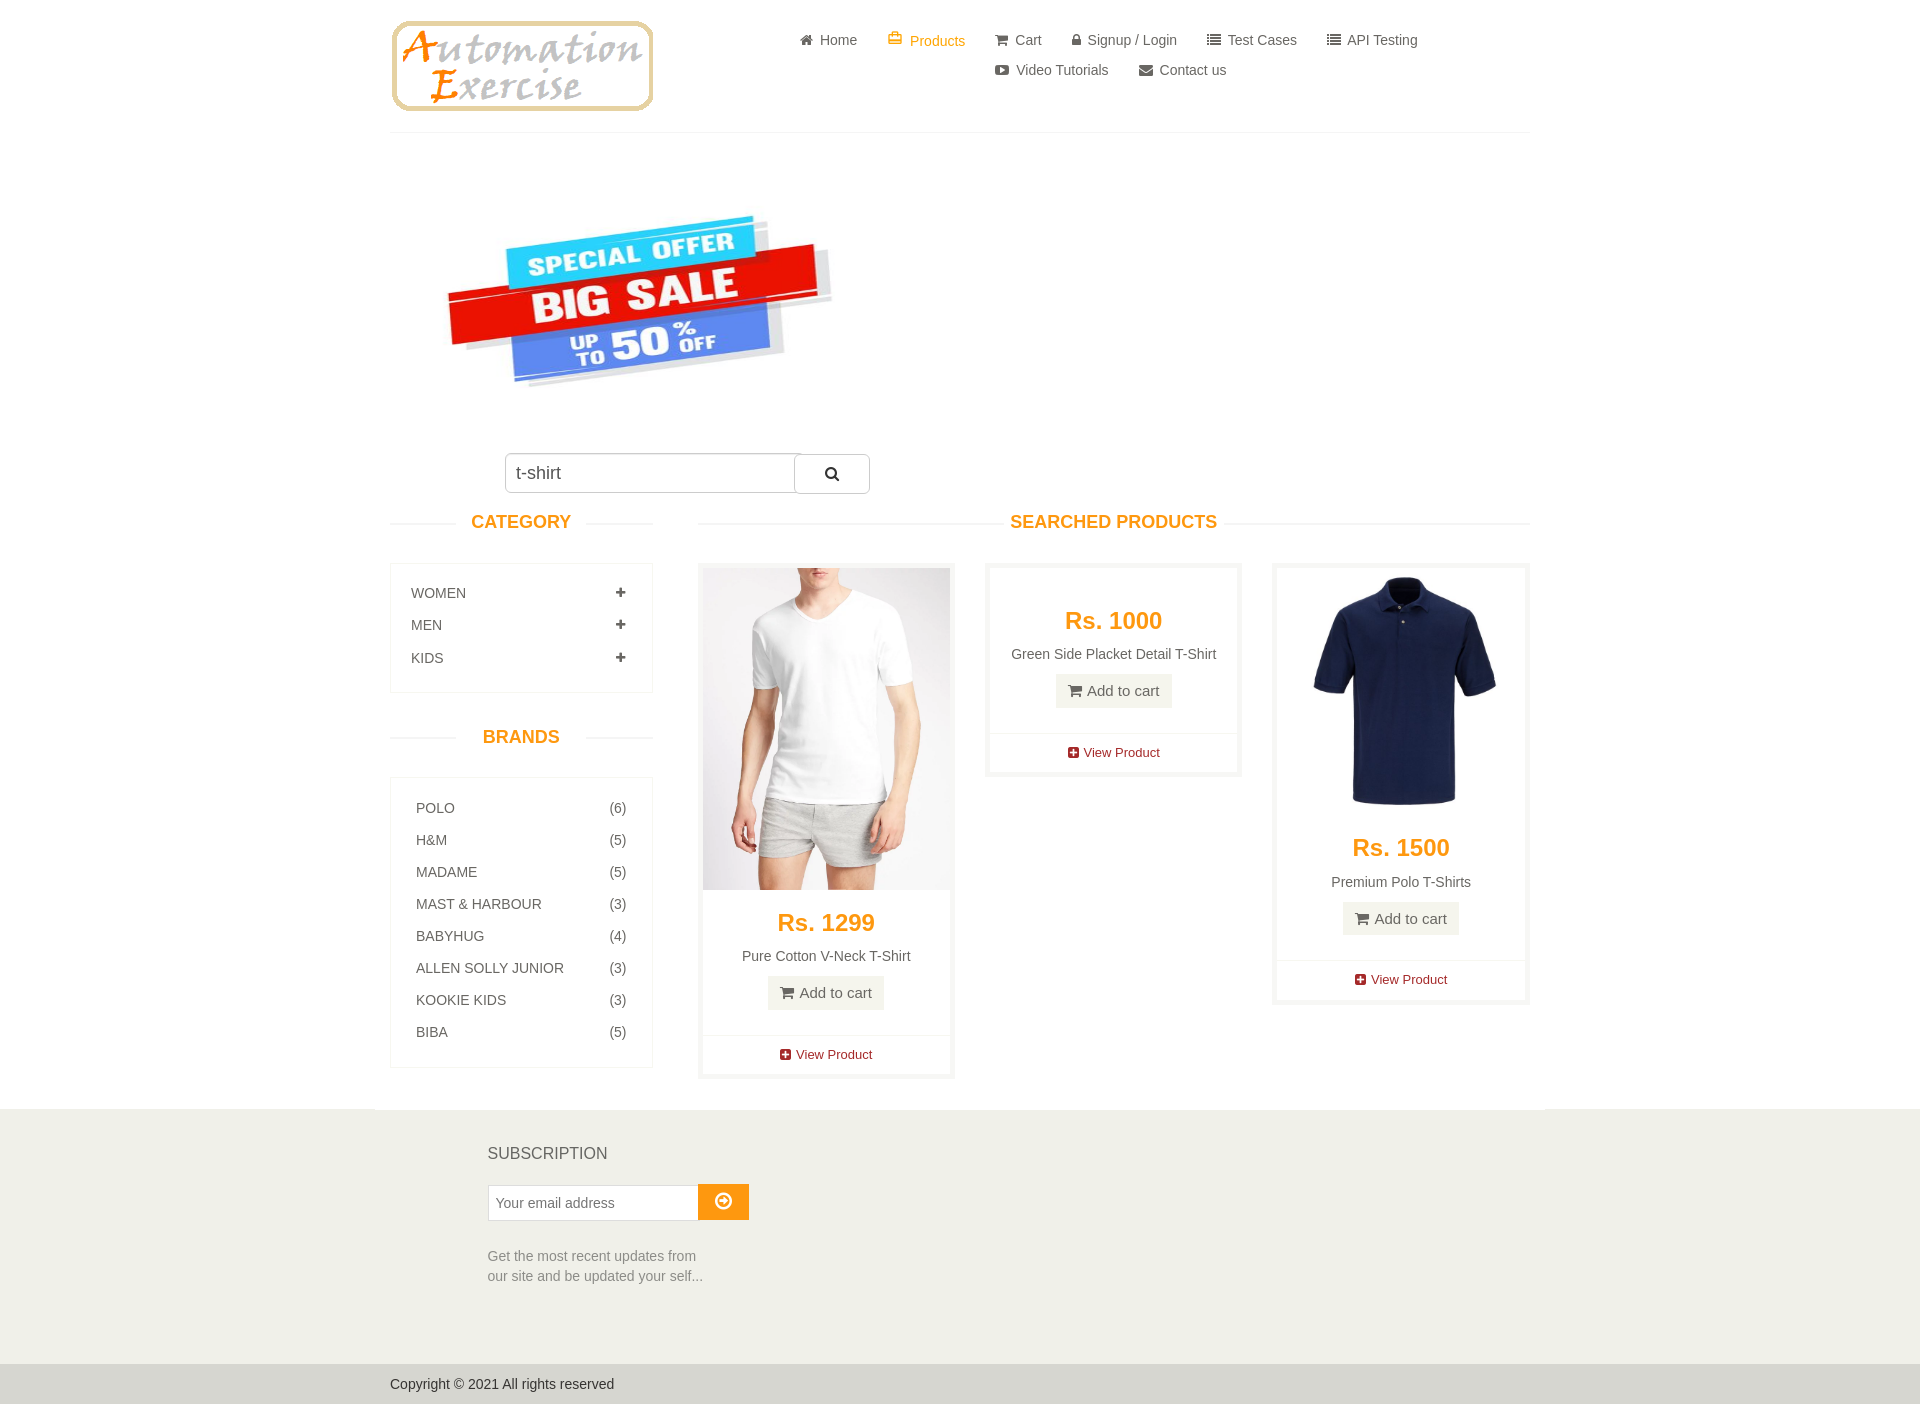 Automation
Exercise
Home
Products
Cart
Signup / Login
Test Cases
API Testing
Video Tutorials
Contact us
SPECIAL OFFER
BIG SALE
UP TO 50% OFF
t-shirt
CATEGORY
WOMEN
MEN
KIDS
BRANDS
POLO (6)
H&M (5)
MADAME (5)
MAST & HARBOUR (3)
BABYHUG (4)
ALLEN SOLLY JUNIOR (3)
KOOKIE KIDS (3)
BIBA (5)
SEARCHED PRODUCTS
Rs. 1299
Pure Cotton V-Neck T-Shirt
Add to cart
View Product
Rs. 1000
Green Side Placket Detail T-Shirt
Add to cart
View Product
Rs. 1500
Premium Polo T-Shirts
Add to cart
View Product
SUBSCRIPTION
Your email address
Get the most recent updates from
our site and be updated your self...
Copyright © 2021 All rights reserved